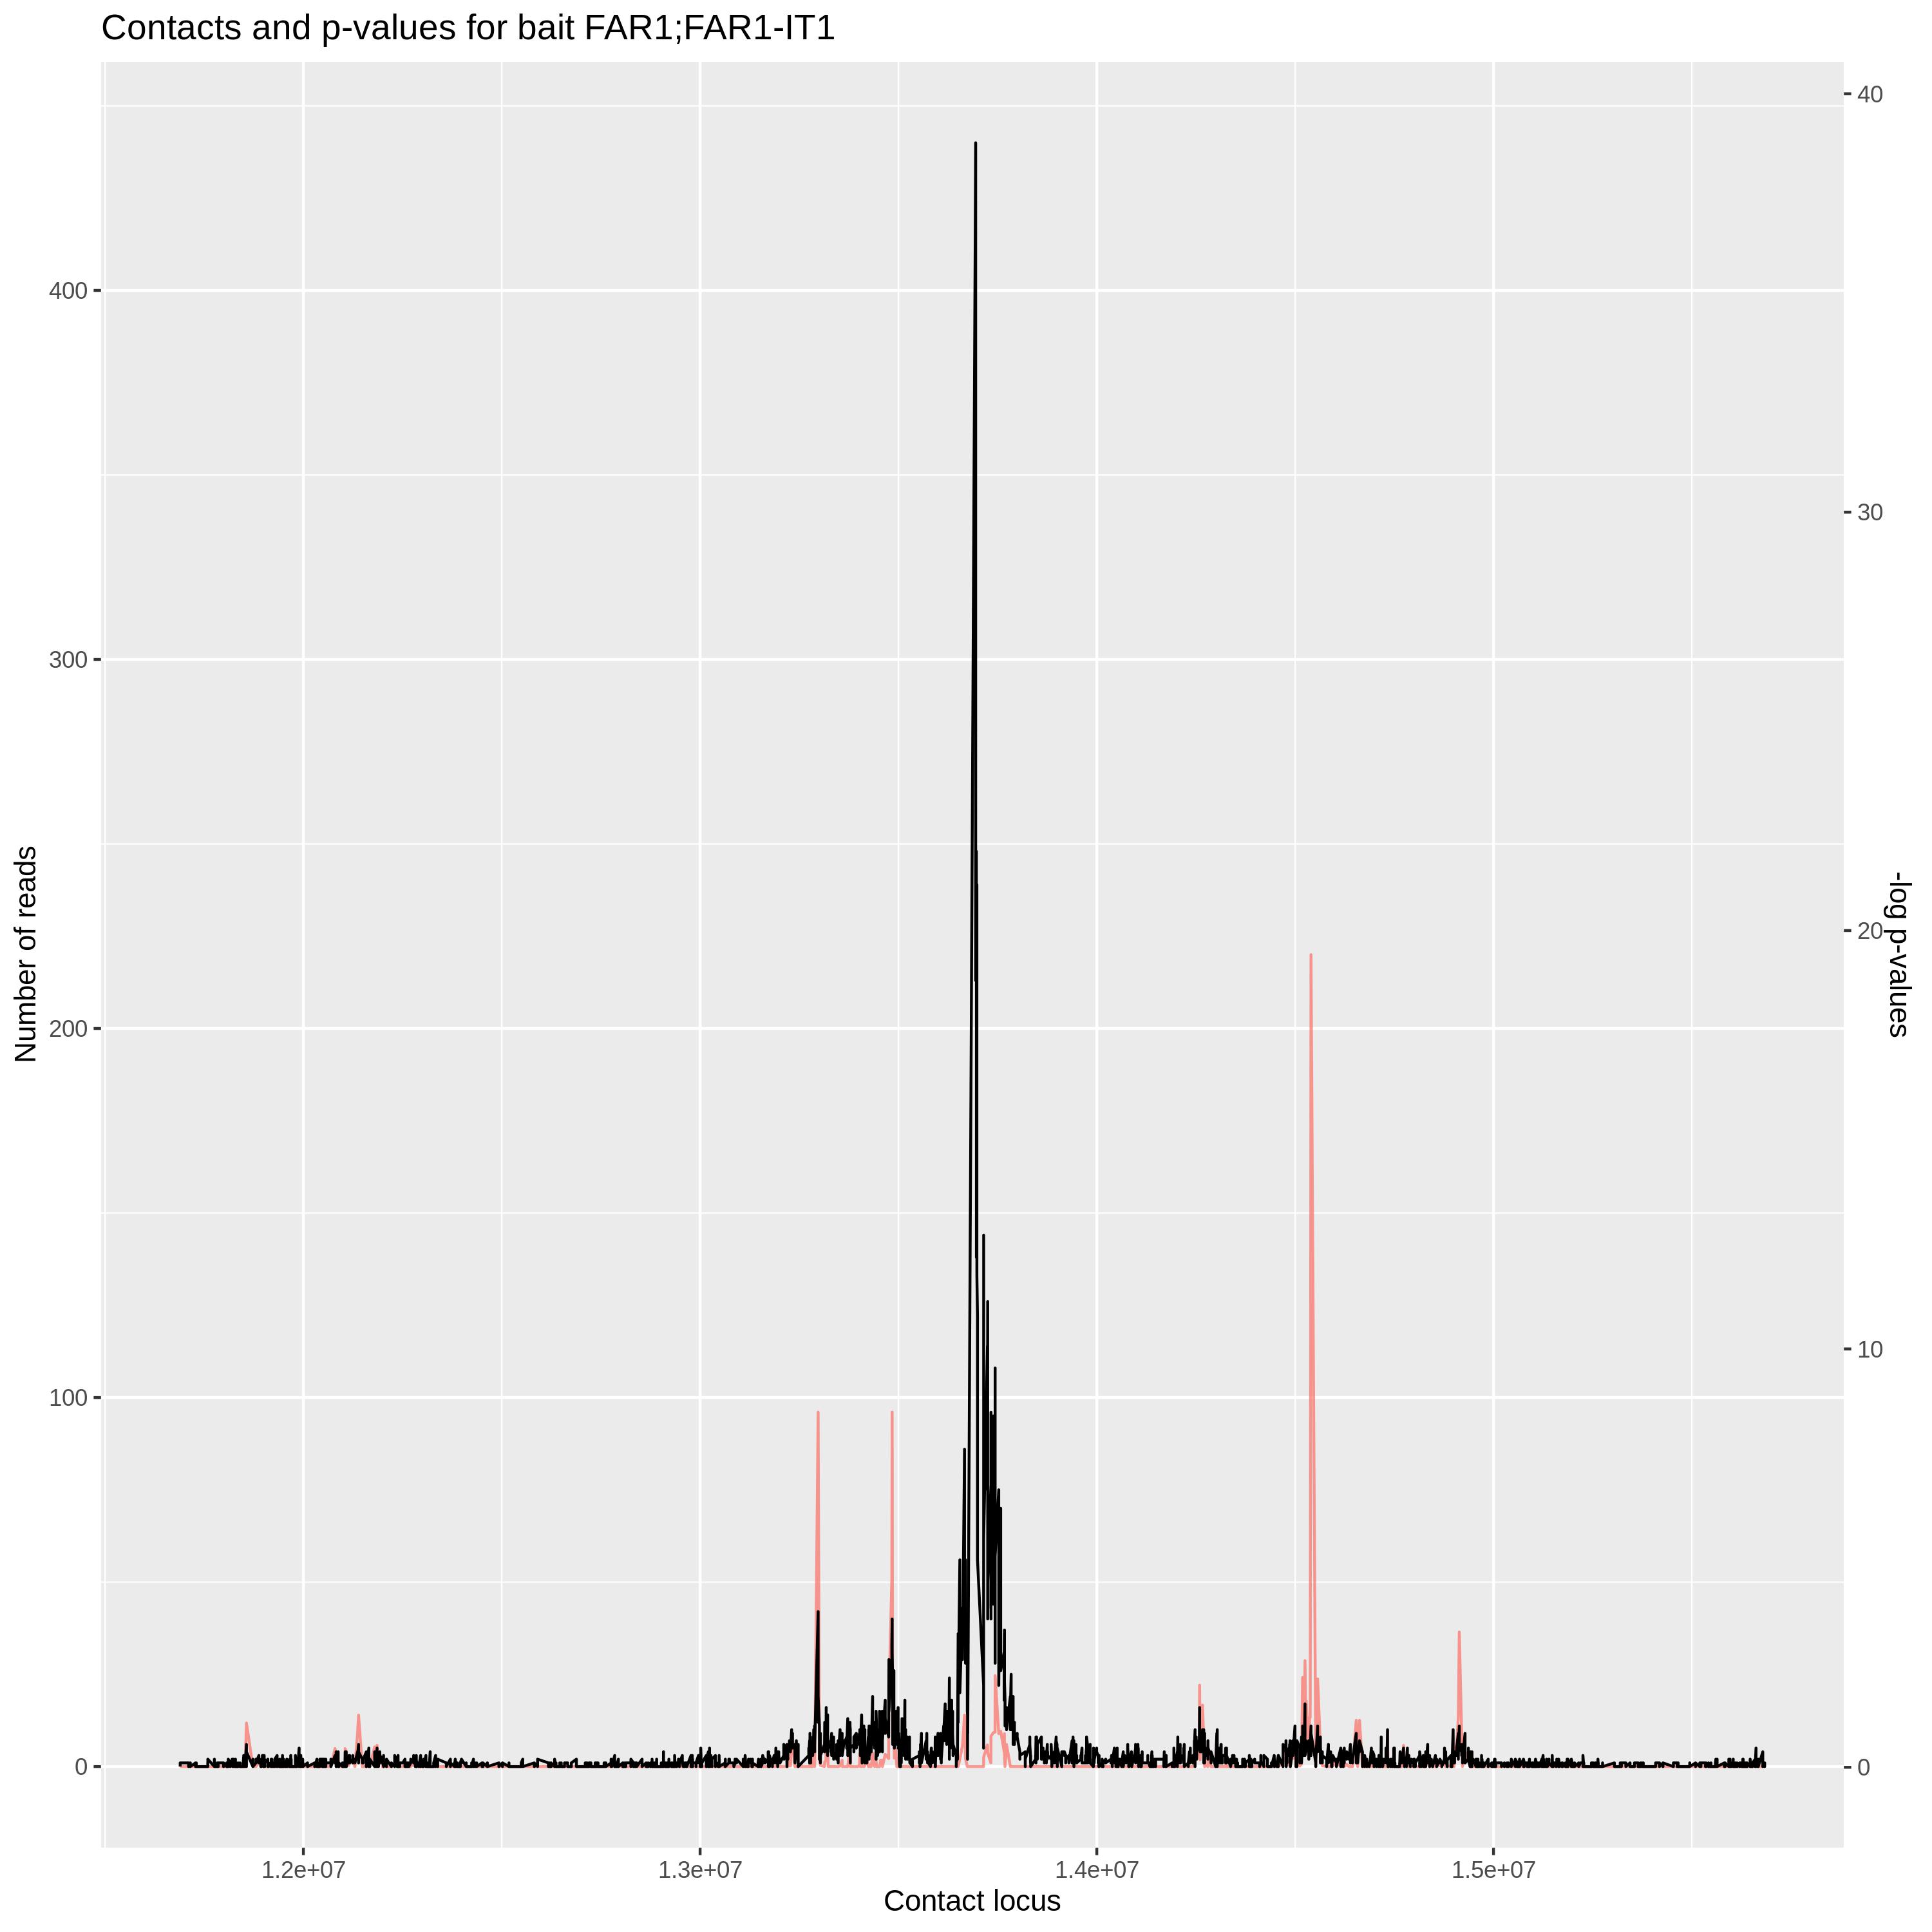 Contacts and p-values for bait FAR1;FAR1-IT1
40
400
30
300
Number of reads
-log p-values
20
200
10
100
0
0
1.2e+07
1.3e+07
1.4e+07
1.5e+07
Contact locus